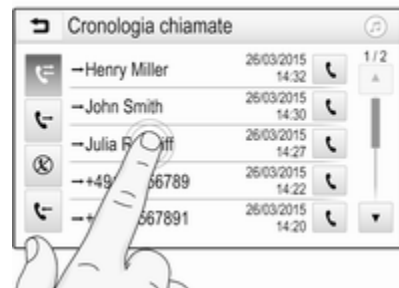 Cronologia chiamate
1/2
→Henry Miller 26/03/2015 14:32
→John Smith 26/03/2015 14:30
→Julia 26/03/2015 14:27
26/03/2015 14:22
26/03/2015 14:20